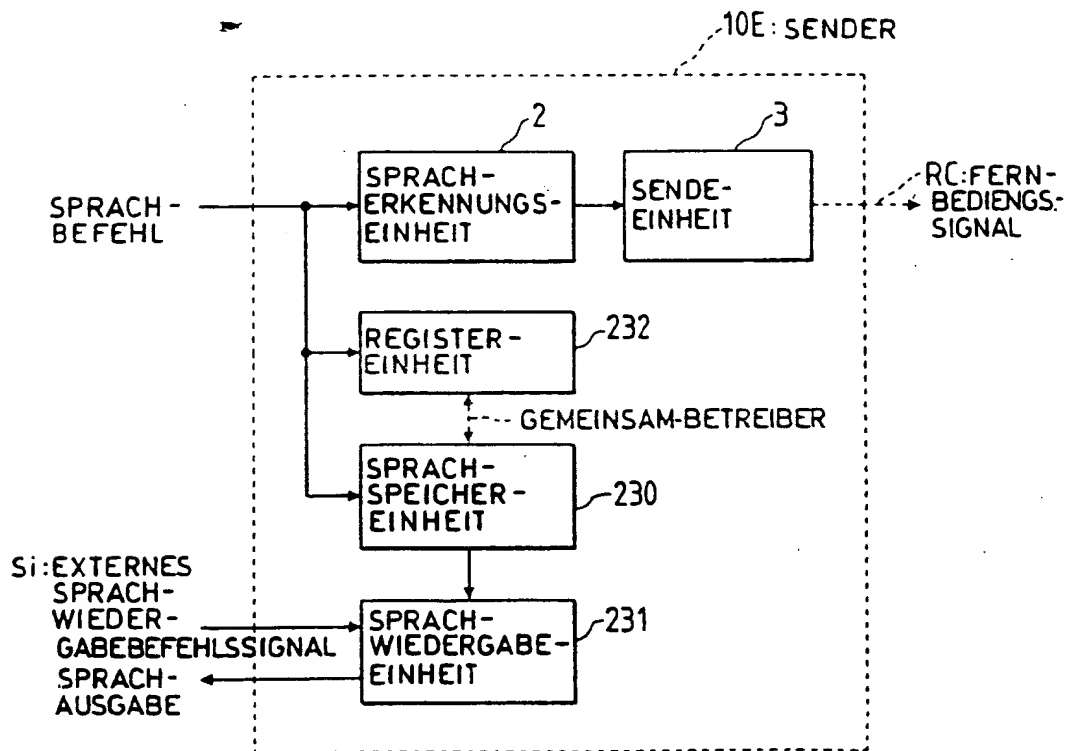 10E: SENDER
2
3
SPRACH-
BEFEHL
SPRACH-
ERKENNUNGS-
EINHEIT
SENDE-
EINHEIT
RC:FERN-
BEDIENGS-
SIGNAL
REGISTER-
EINHEIT
232
GEMEINSAM-BETREIBER
SPRACH-
SPEICHER-
EINHEIT
230
Si:EXTERNES
SPRACH-
WIEDER-
GABEBEFEHLSSIGNAL
SPRACH-
AUSGABE
SPRACH-
WIEDERGABE-
EINHEIT
231